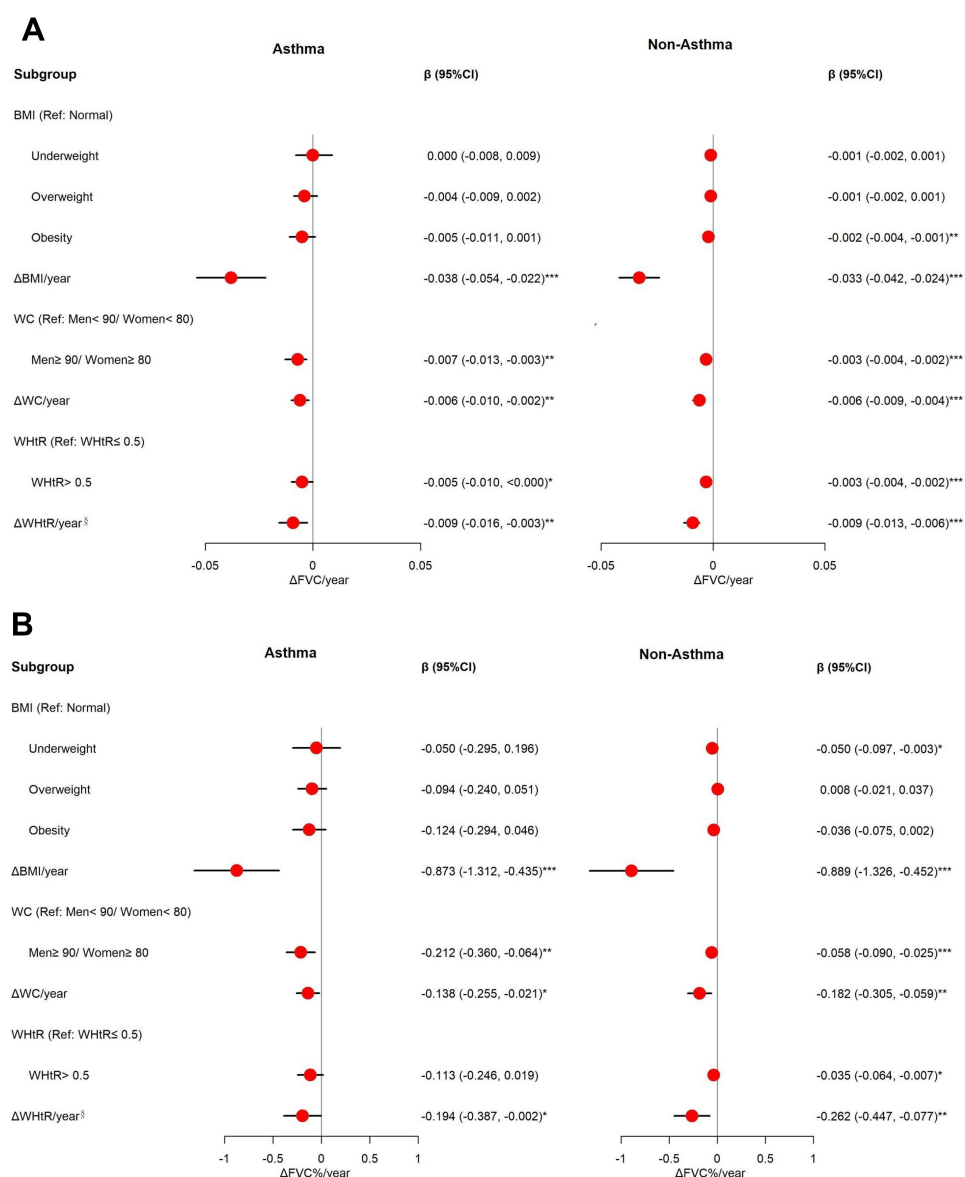 A
Asthma Non-Asthma
Subgroup β (95%CI) β (95%CI)
BMI (Ref: Normal)
Underweight 0.000 (-0.008, 0.009) -0.001 (-0.002, 0.001)
Overweight -0.004 (-0.009, 0.002) -0.001 (-0.002, 0.001)
Obesity -0.005 (-0.011, 0.001) -0.002 (-0.004, -0.001)**
ΔBMI/year -0.038 (-0.054, -0.022)*** -0.033 (-0.042, -0.024)***
WC (Ref: Men< 90/ Women< 80)
Men≥ 90/ Women≥ 80 -0.007 (-0.013, -0.003)** -0.003 (-0.004, -0.002)***
ΔWC/year -0.006 (-0.010, -0.002)** -0.006 (-0.009, -0.004)***
WHtR (Ref: WHtR≤ 0.5)
WHtR> 0.5 -0.005 (-0.010, <0.000)* -0.003 (-0.004, -0.002)***
ΔWHtR/year§ -0.009 (-0.016, -0.003)** -0.009 (-0.013, -0.006)***
-0.05 0 0.05 -0.05 0 0.05
ΔFVC/year ΔFVC/year
B
Asthma Non-Asthma
Subgroup β (95%CI) β (95%CI)
BMI (Ref: Normal)
Underweight -0.050 (-0.295, 0.196) -0.050 (-0.097, -0.003)*
Overweight -0.094 (-0.240, 0.051) 0.008 (-0.021, 0.037)
Obesity -0.124 (-0.294, 0.046) -0.036 (-0.075, 0.002)
ΔBMI/year -0.873 (-1.312, -0.435)*** -0.889 (-1.326, -0.452)***
WC (Ref: Men< 90/ Women< 80)
Men≥ 90/ Women≥ 80 -0.212 (-0.360, -0.064)** -0.058 (-0.090, -0.025)***
ΔWC/year -0.138 (-0.255, -0.021)* -0.182 (-0.305, -0.059)**
WHtR (Ref: WHtR≤ 0.5)
WHtR> 0.5 -0.113 (-0.246, 0.019) -0.035 (-0.064, -0.007)*
ΔWHtR/year§ -0.194 (-0.387, -0.002)* -0.262 (-0.447, -0.077)**
-1 -0.5 0 0.5 1 -1 -0.5 0 0.5 1
ΔFVC%/year ΔFVC%/year